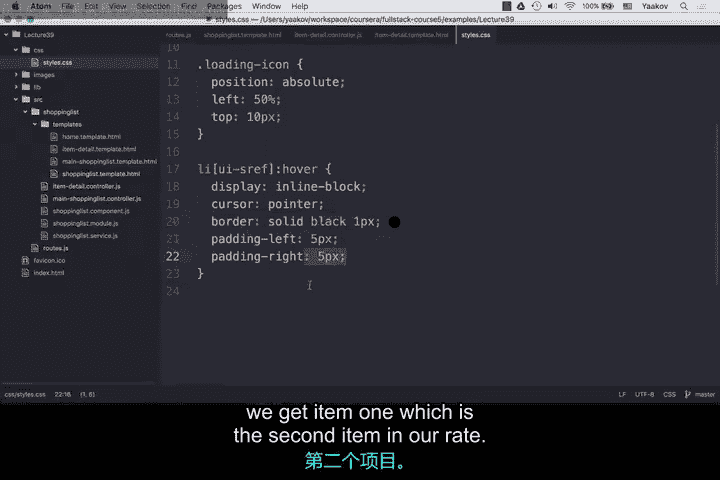 Atom File Edit View Selection Find Packages Window Help 100% Yaakov
styles.css — /Users/yaakov/workspace/coursera/fullstack-course5/examples/Lecture39
Lecture39
css
styles.css
images
lib
src
shoppinglist
templates
home.template.html
item-detail.template.html
main-shoppinglist.template.html
shoppinglist.template.html
item-detail.controller.js
main-shoppinglist.controller.js
shoppinglist.component.js
shoppinglist.module.js
shoppinglist.service.js
routes.js
favicon.ico
index.html
routes.js shoppinglist.template.html item-detail.controller.js item-detail.template.html styles.css
10
11 .loading-icon {
12 position: absolute;
13 left: 50%;
14 top: 10px;
15 }
16
17 li[ui-sref]:hover {
18 display: inline-block;
19 cursor: pointer;
20 border: solid black 1px;
21 padding-left: 5px;
22 padding-right: 5px;
23 }
24
css/styles.css 22:16 (1, 5) LF UTF-8 CSS master
we get item one which is
the second item in our rate.
第二个项目。